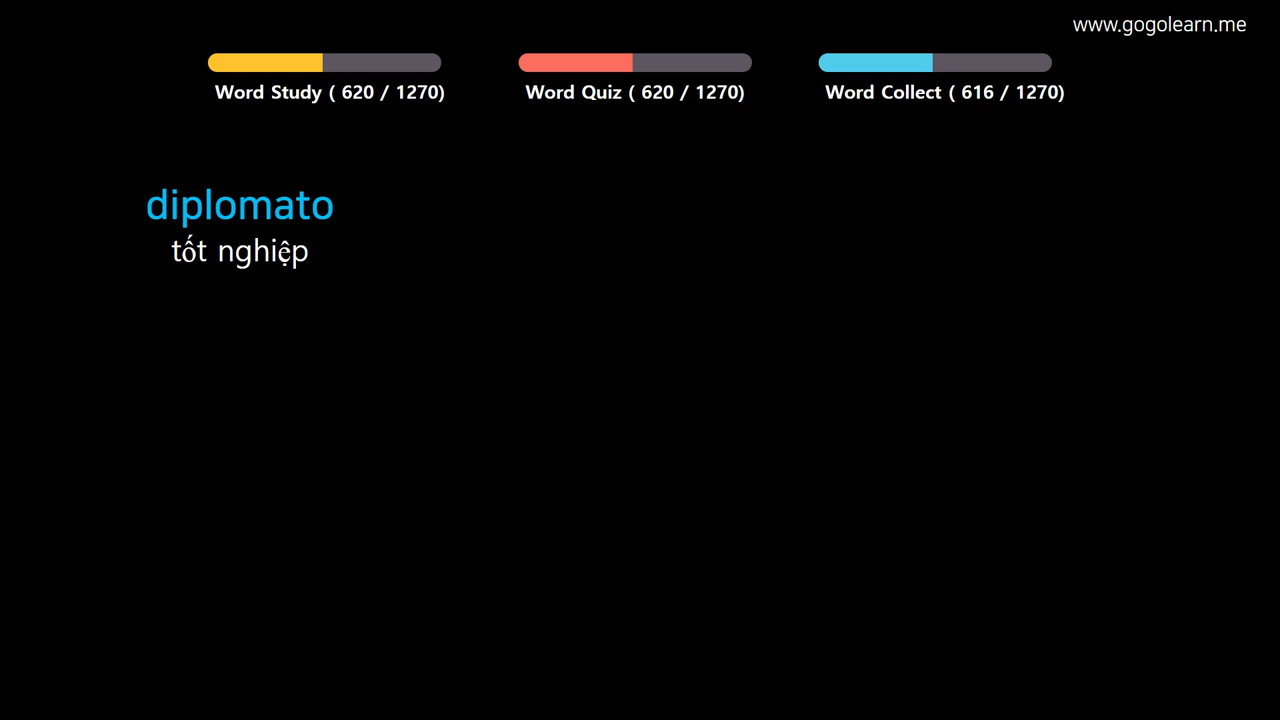 www.gogolearn.me
Word Study ( 620 / 1270)
Word Quiz ( 620 / 1270)
Word Collect ( 616 / 1270)
diplomato
tốt nghiệp